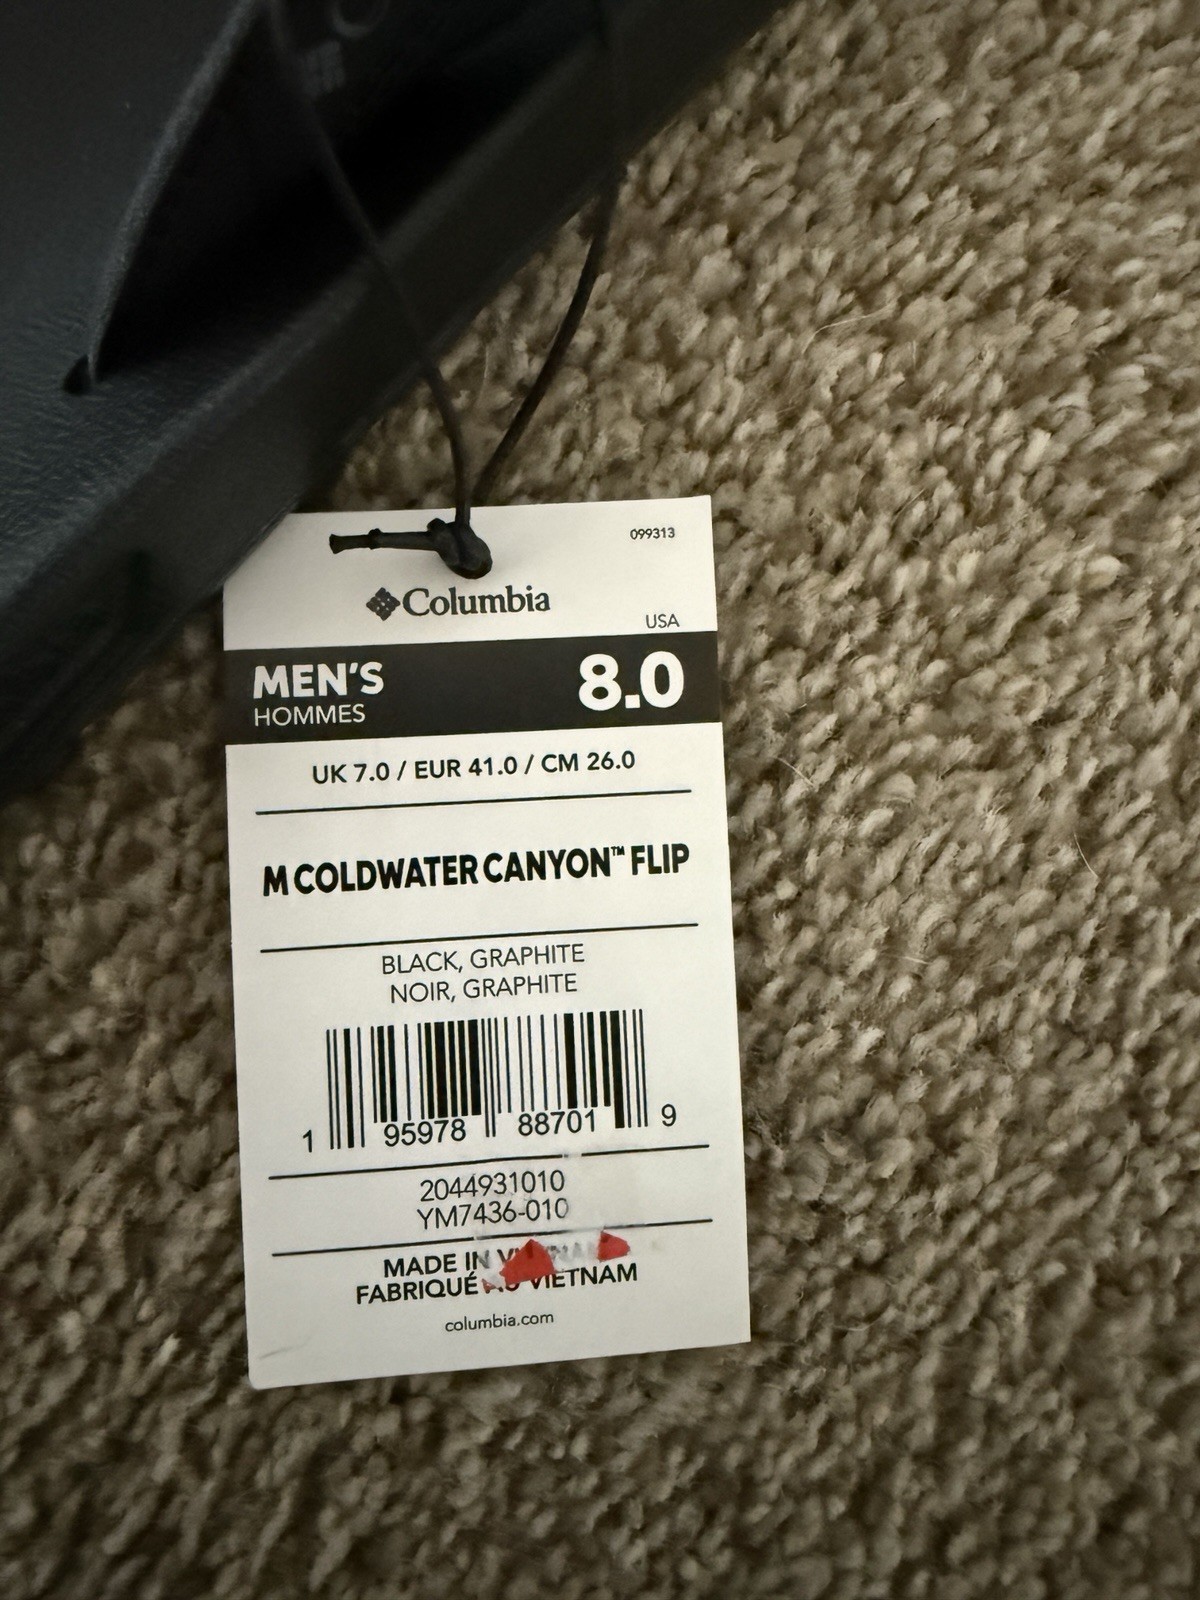 099313
Columbia
USA
MEN'S 8.0
HOMMES
UK 7.0 / EUR 41.0 / CM 26.0
M COLDWATER CANYON™ FLIP
BLACK, GRAPHITE
NOIR, GRAPHITE
1 95978 88701 9
2044931010
YM7436-010
MADE IN
FABRIQUÉ VIETNAM
columbia.com